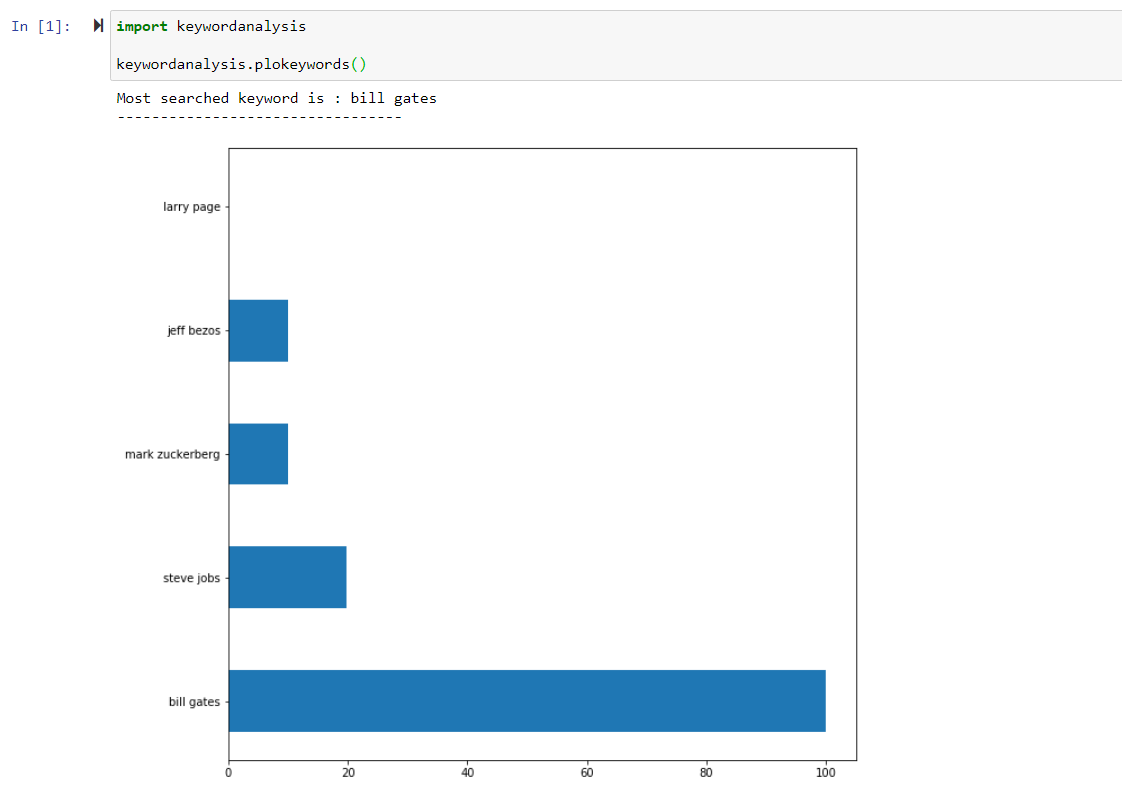 In [1]:
import keywordanalysis
keywordanalysis.plokeywords()
Most searched keyword is : bill gates
---------------------------------
larry page
jeff bezos
mark zuckerberg
steve jobs
bill gates
0 20 40 60 80 100